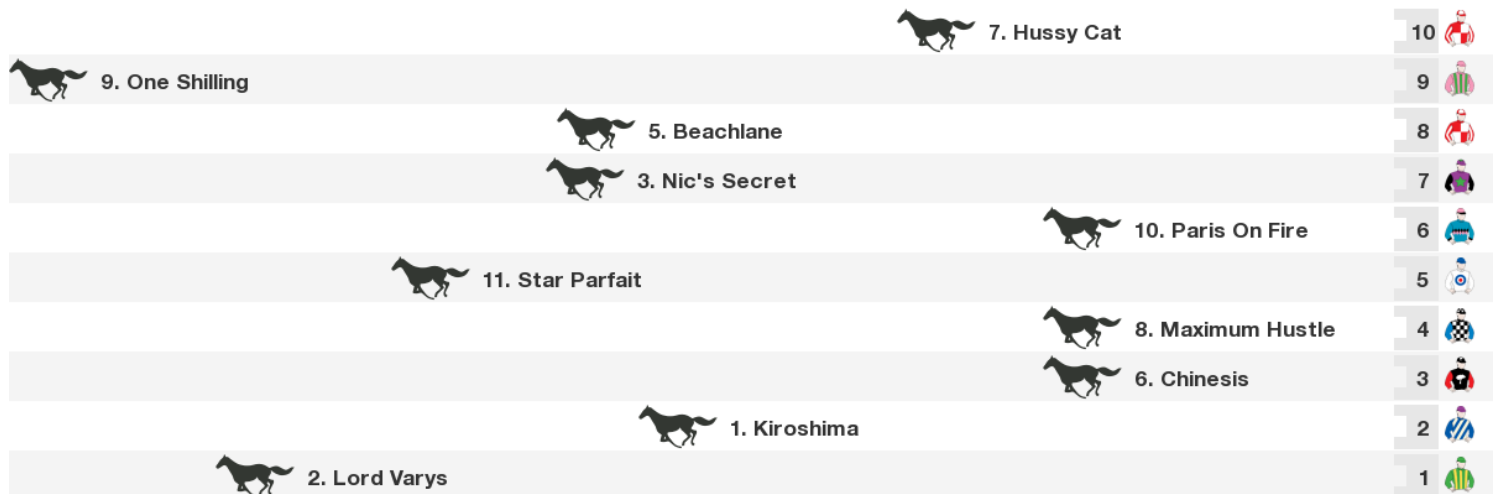 7. Hussy Cat 10
9. One Shilling 9
5. Beachlane 8
3. Nic's Secret 7
10. Paris On Fire 6
11. Star Parfait 5
8. Maximum Hustle 4
6. Chinesis 3
1. Kiroshima 2
2. Lord Varys 1